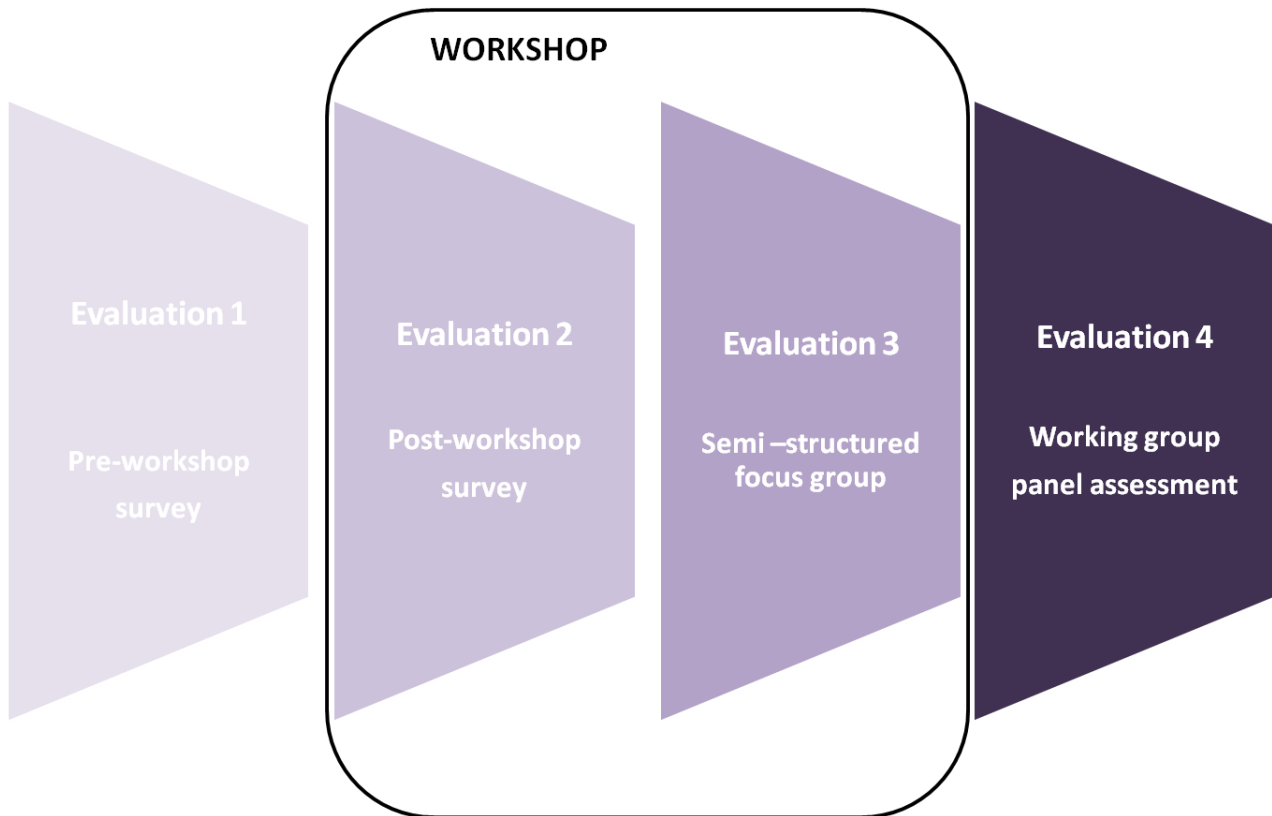 WORKSHOP
Evaluation 1
Pre-workshop
survey
Evaluation 2
Post-workshop
survey
Evaluation 3
Semi –structured
focus group
Evaluation 4
Working group
panel assessment